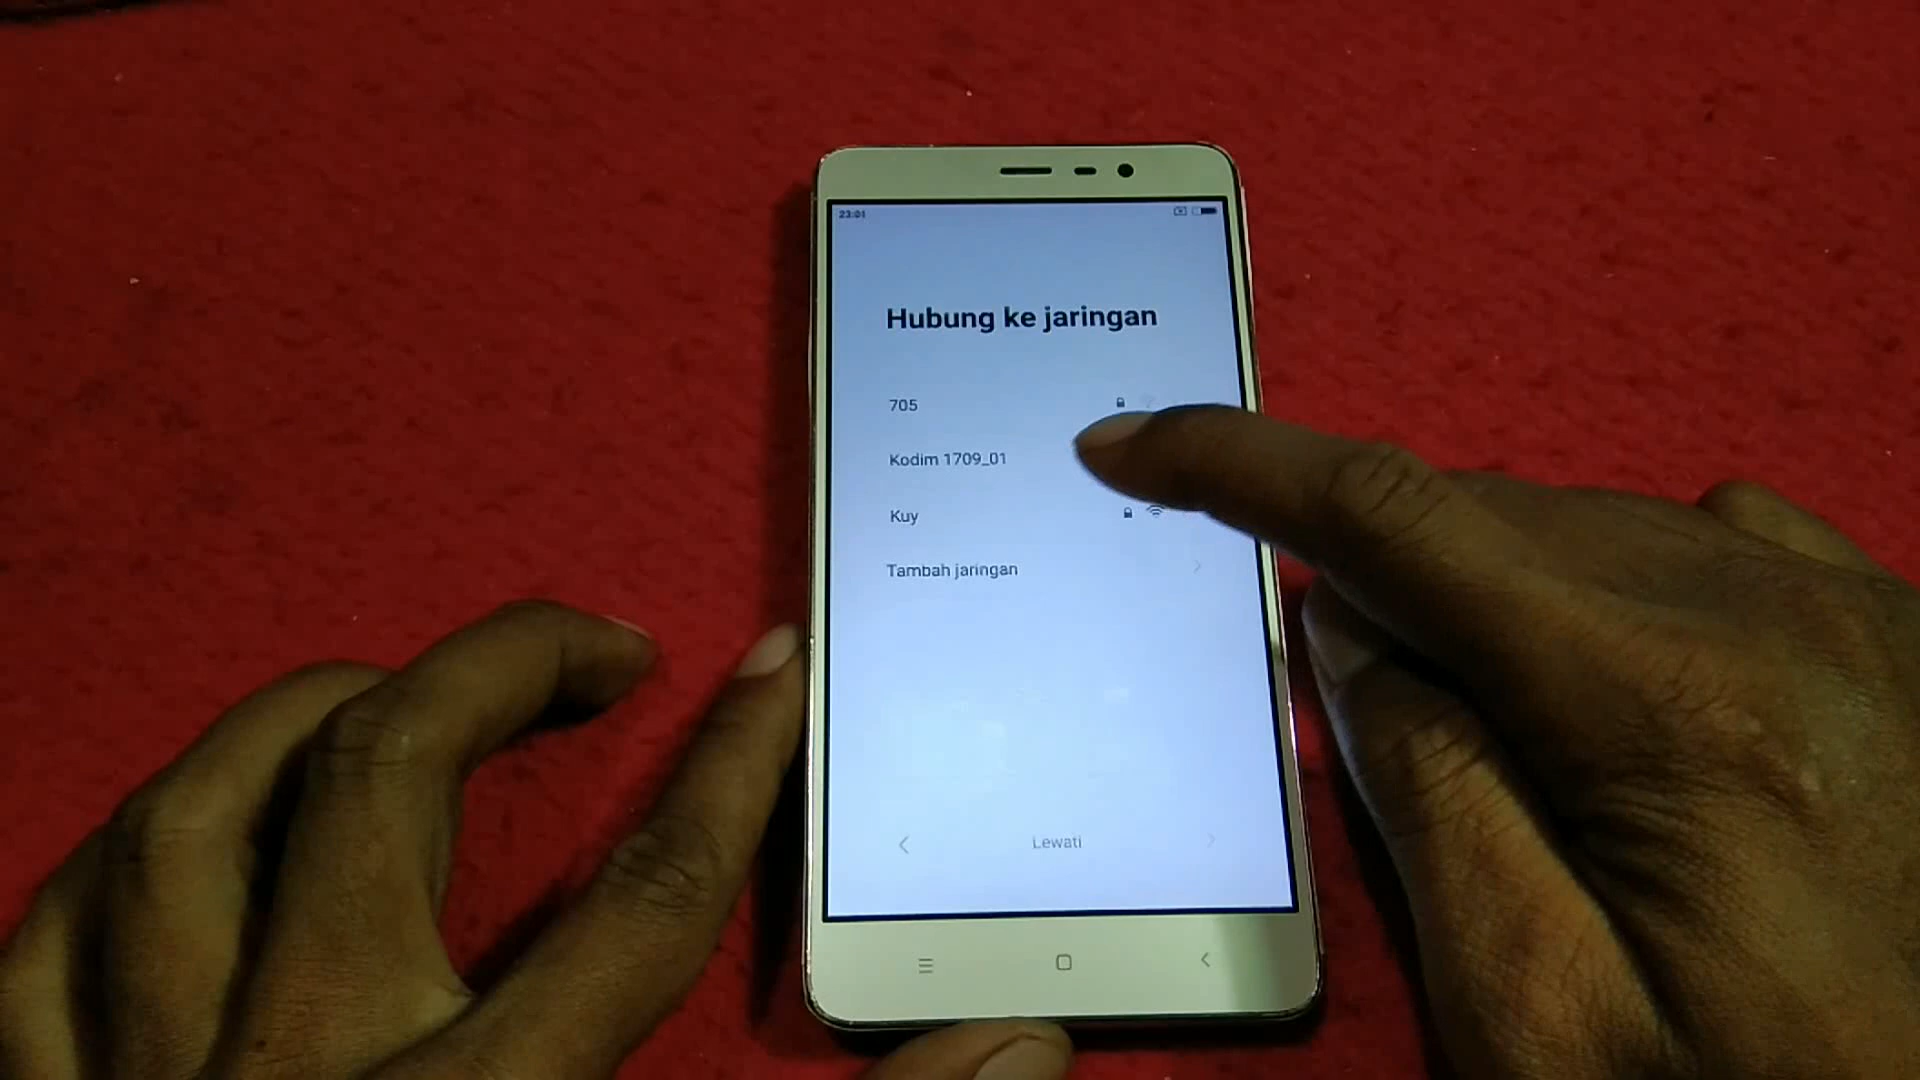 23:01
Hubung ke jaringan
705
Kodim 1709_01
Kuy
Tambah jaringan
Lewati